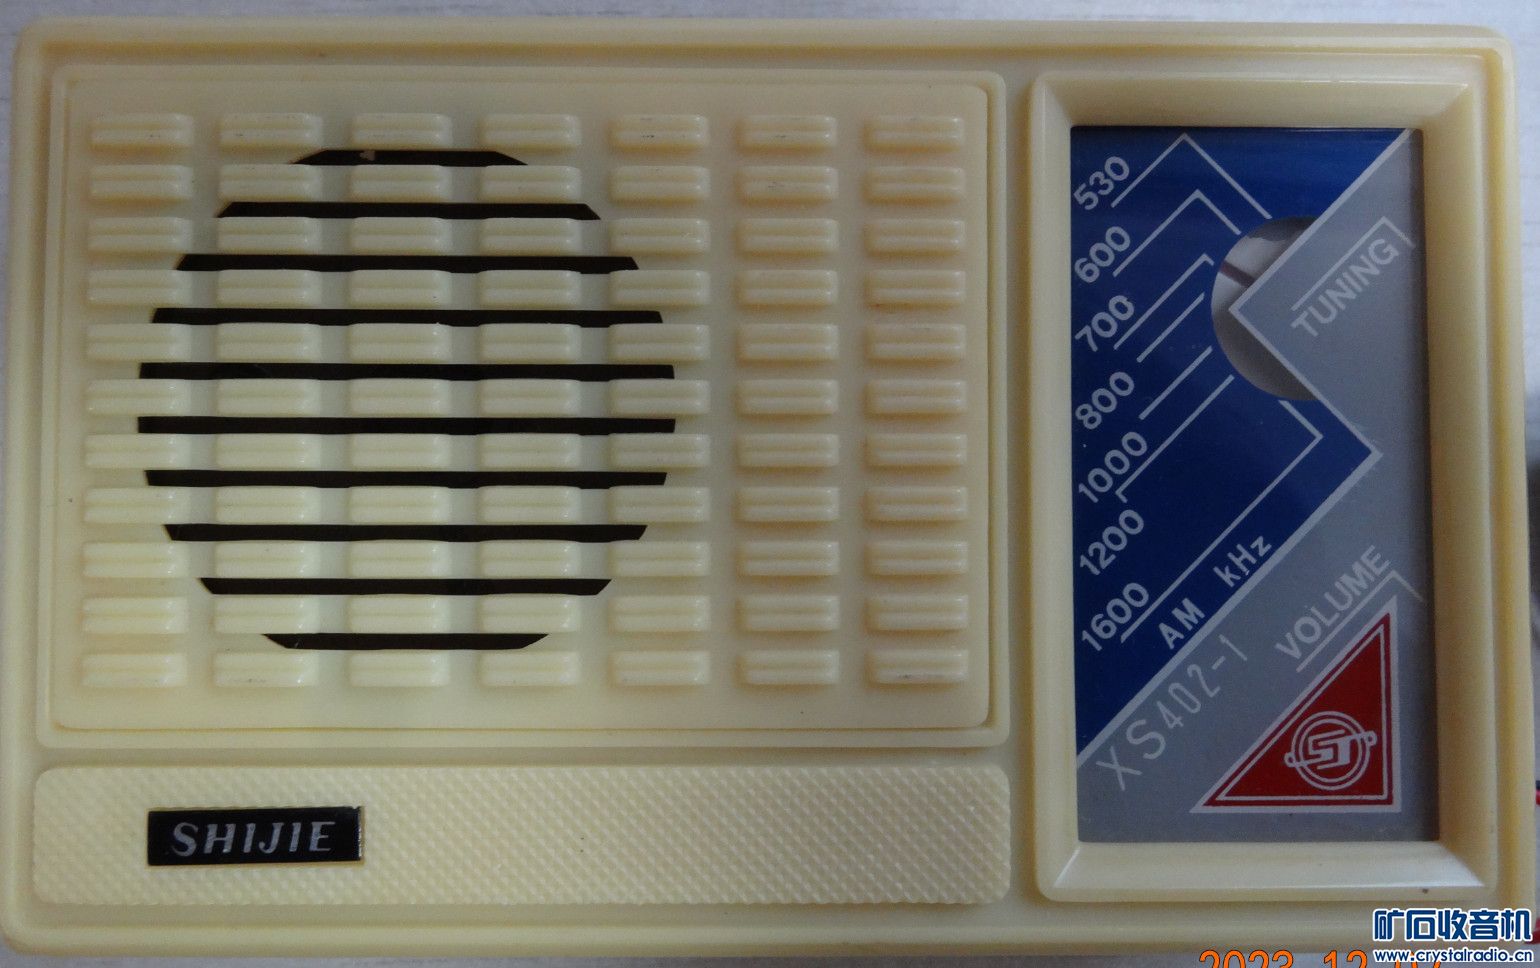 530
600
700
800
1000
1200
1600
AM kHz
TUNING
VOLUME
XS402-1
SJ
SHIJIE
矿石收音机
www.crystalradio.cn